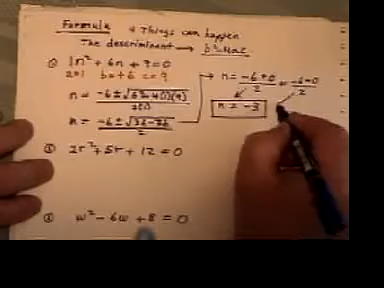 Formula 4 Things can happen
The discriminant → b²-4ac
① 1n² + 6n + 9 = 0
a=1 b=+6 c=9
n = -6 ± √6² - 4(1)(9) / 2(1)
n = -6 ± √36-36 / 2
→ n = -6+0 / 2 or -6-0 / 2
n = -3
② 2r² + 5r + 12 = 0
③ w² - 6w + 8 = 0